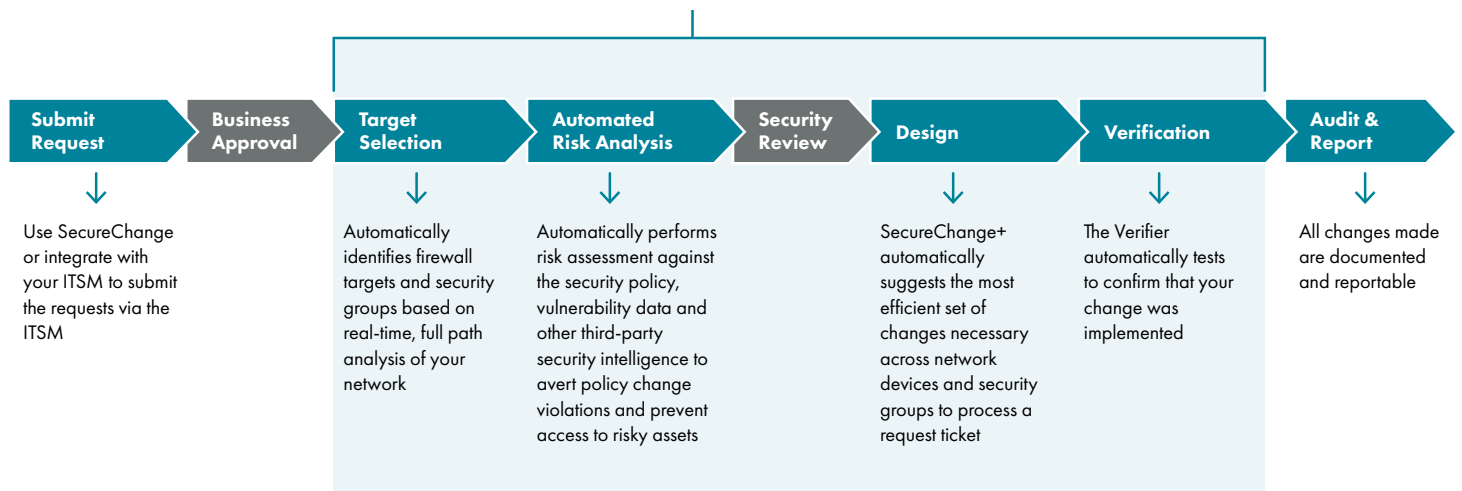 Submit
Request
Business
Approval
Target
Selection
Automated
Risk Analysis
Security
Review
Design
Verification
Audit &
Report
Use SecureChange
or integrate with
your ITSM to submit
the requests via the
ITSM
Automatically
identifies firewall
targets and security
groups based on
real-time, full path
analysis of your
network
Automatically performs
risk assessment against
the security policy,
vulnerability data and
other third-party
security intelligence to
avert policy change
violations and prevent
access to risky assets
SecureChange+
automatically
suggests the most
efficient set of
changes necessary
across network
devices and security
groups to process a
request ticket
The Verifier
automatically tests
to confirm that your
change was
implemented
All changes made
are documented
and reportable